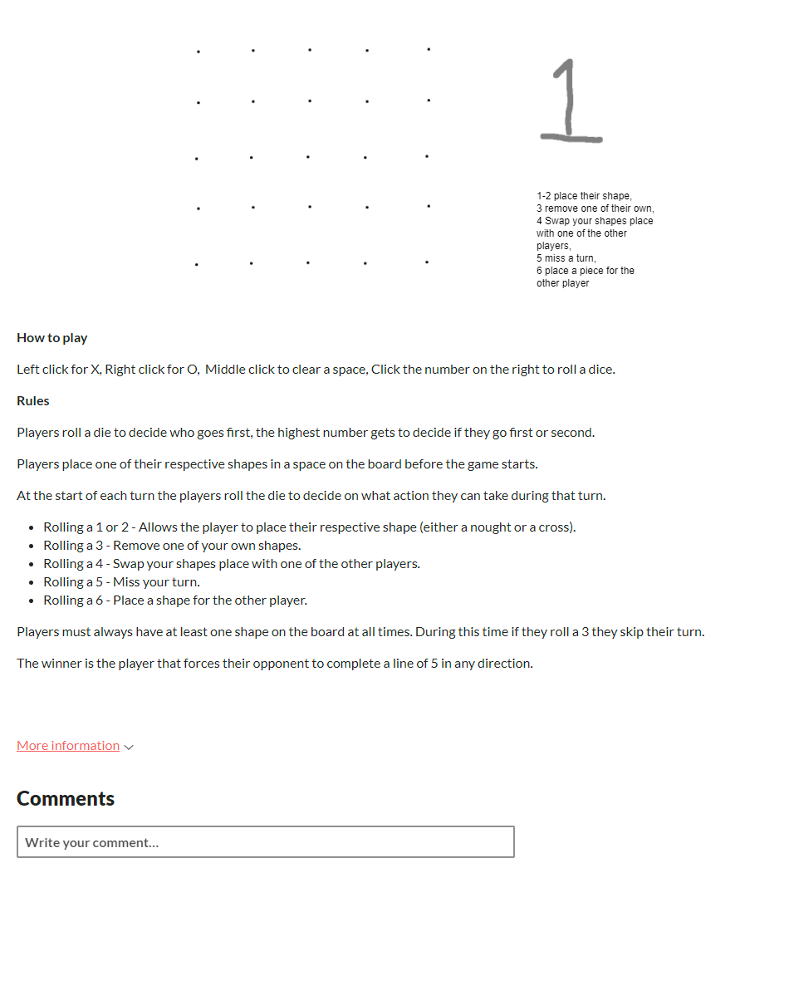 1
1-2 place their shape,
3 remove one of their own,
4 Swap your shapes place
with one of the other
players,
5 miss a turn,
6 place a piece for the
other player
How to play
Left click for X, Right click for O,  Middle click to clear a space, Click the number on the right to roll a dice.
Rules
Players roll a die to decide who goes first, the highest number gets to decide if they go first or second.
Players place one of their respective shapes in a space on the board before the game starts.
At the start of each turn the players roll the die to decide on what action they can take during that turn.
• Rolling a 1 or 2 - Allows the player to place their respective shape (either a nought or a cross).
• Rolling a 3 - Remove one of your own shapes.
• Rolling a 4 - Swap your shapes place with one of the other players.
• Rolling a 5 - Miss your turn.
• Rolling a 6 - Place a shape for the other player.
Players must always have at least one shape on the board at all times. During this time if they roll a 3 they skip their turn.
The winner is the player that forces their opponent to complete a line of 5 in any direction.
More information
Comments
Write your comment...